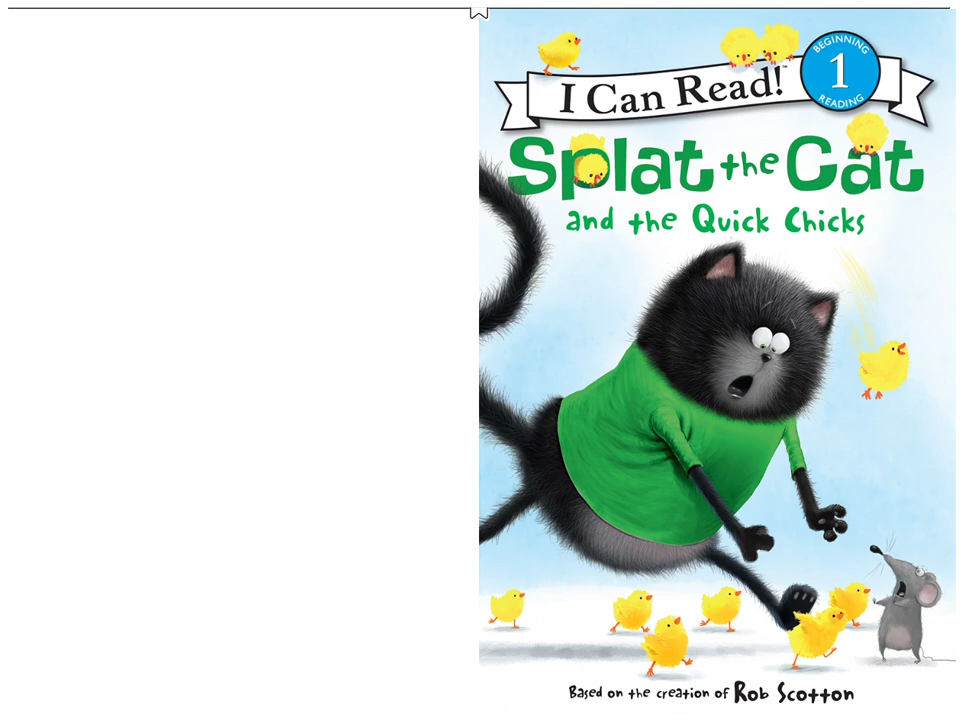 I Can Read!™
BEGINNING
1
READING
Splat the Cat
and the Quick Chicks
Based on the creation of Rob Scotton